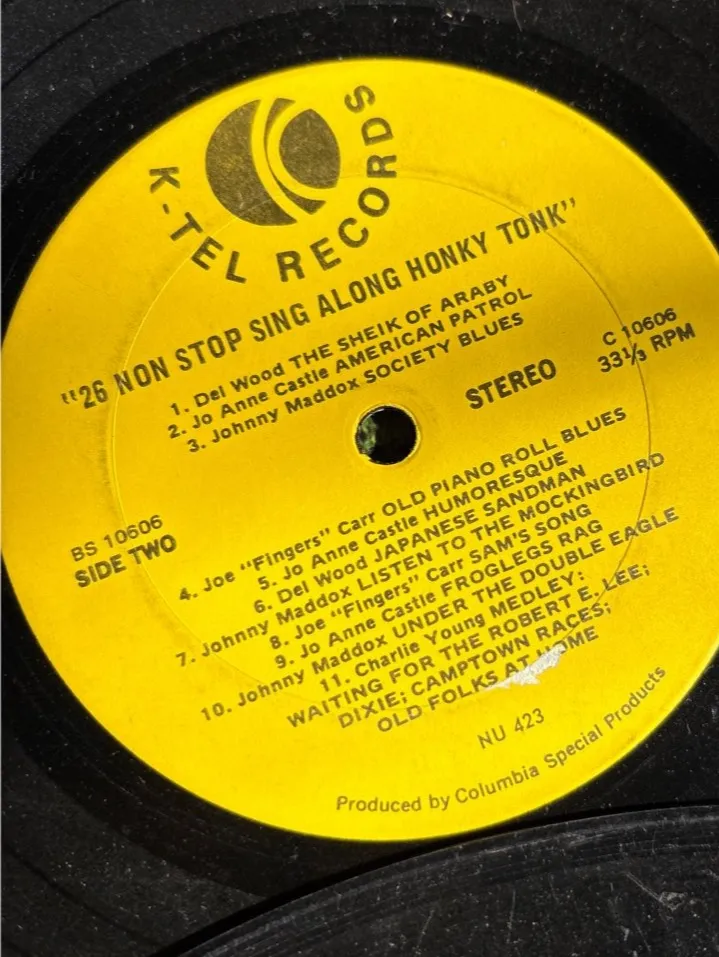 K-TEL RECORDS
"26 NON STOP SING ALONG HONKY TONK"
1. Del Wood THE SHEIK OF ARABY
2. Jo Anne Castle AMERICAN PATROL
3. Johnny Maddox SOCIETY BLUES
STEREO
C 10606
33⅓ RPM
BS 10606
SIDE TWO
4. Joe "Fingers" Carr OLD PIANO ROLL BLUES
5. Jo Anne Castle HUMORESQUE
6. Del Wood JAPANESE SANDMAN
7. Johnny Maddox LISTEN TO THE MOCKINGBIRD
8. Joe "Fingers" Carr SAM'S SONG
9. Jo Anne Castle FROGLEGS RAG
10. Johnny Maddox UNDER THE DOUBLE EAGLE
11. Charlie Young MEDLEY:
WAITING FOR THE ROBERT E. LEE;
DIXIE; CAMPTOWN RACES;
OLD FOLKS AT HOME
NU 423
Produced by Columbia Special Products